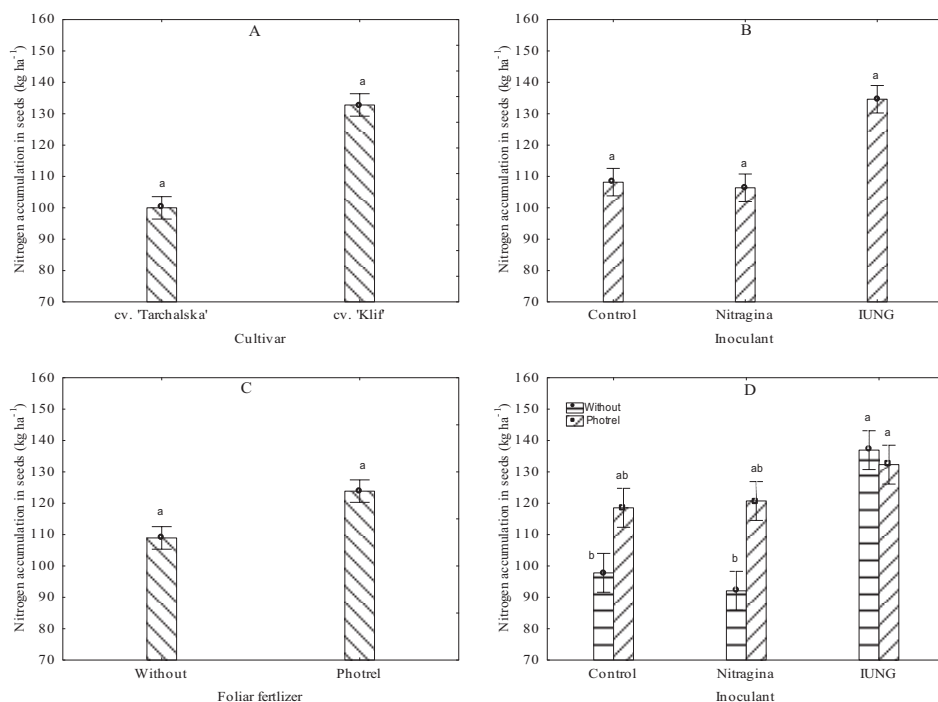 A
Nitrogen accumulation in seeds (kg ha⁻¹)
160
150
140
130
120
110
100
90
80
70
a
a
cv. 'Tarchalska'
cv. 'Klif'
Cultivar
B
Nitrogen accumulation in seeds (kg ha⁻¹)
160
150
140
130
120
110
100
90
80
70
a
a
a
Control
Nitragina
IUNG
Inoculant
C
Nitrogen accumulation in seeds (kg ha⁻¹)
160
150
140
130
120
110
100
90
80
70
a
a
Without
Photrel
Foliar fertlizer
D
Nitrogen accumulation in seeds (kg ha⁻¹)
160
150
140
130
120
110
100
90
80
70
Without
Photrel
b
ab
b
ab
a
a
Control
Nitragina
IUNG
Inoculant